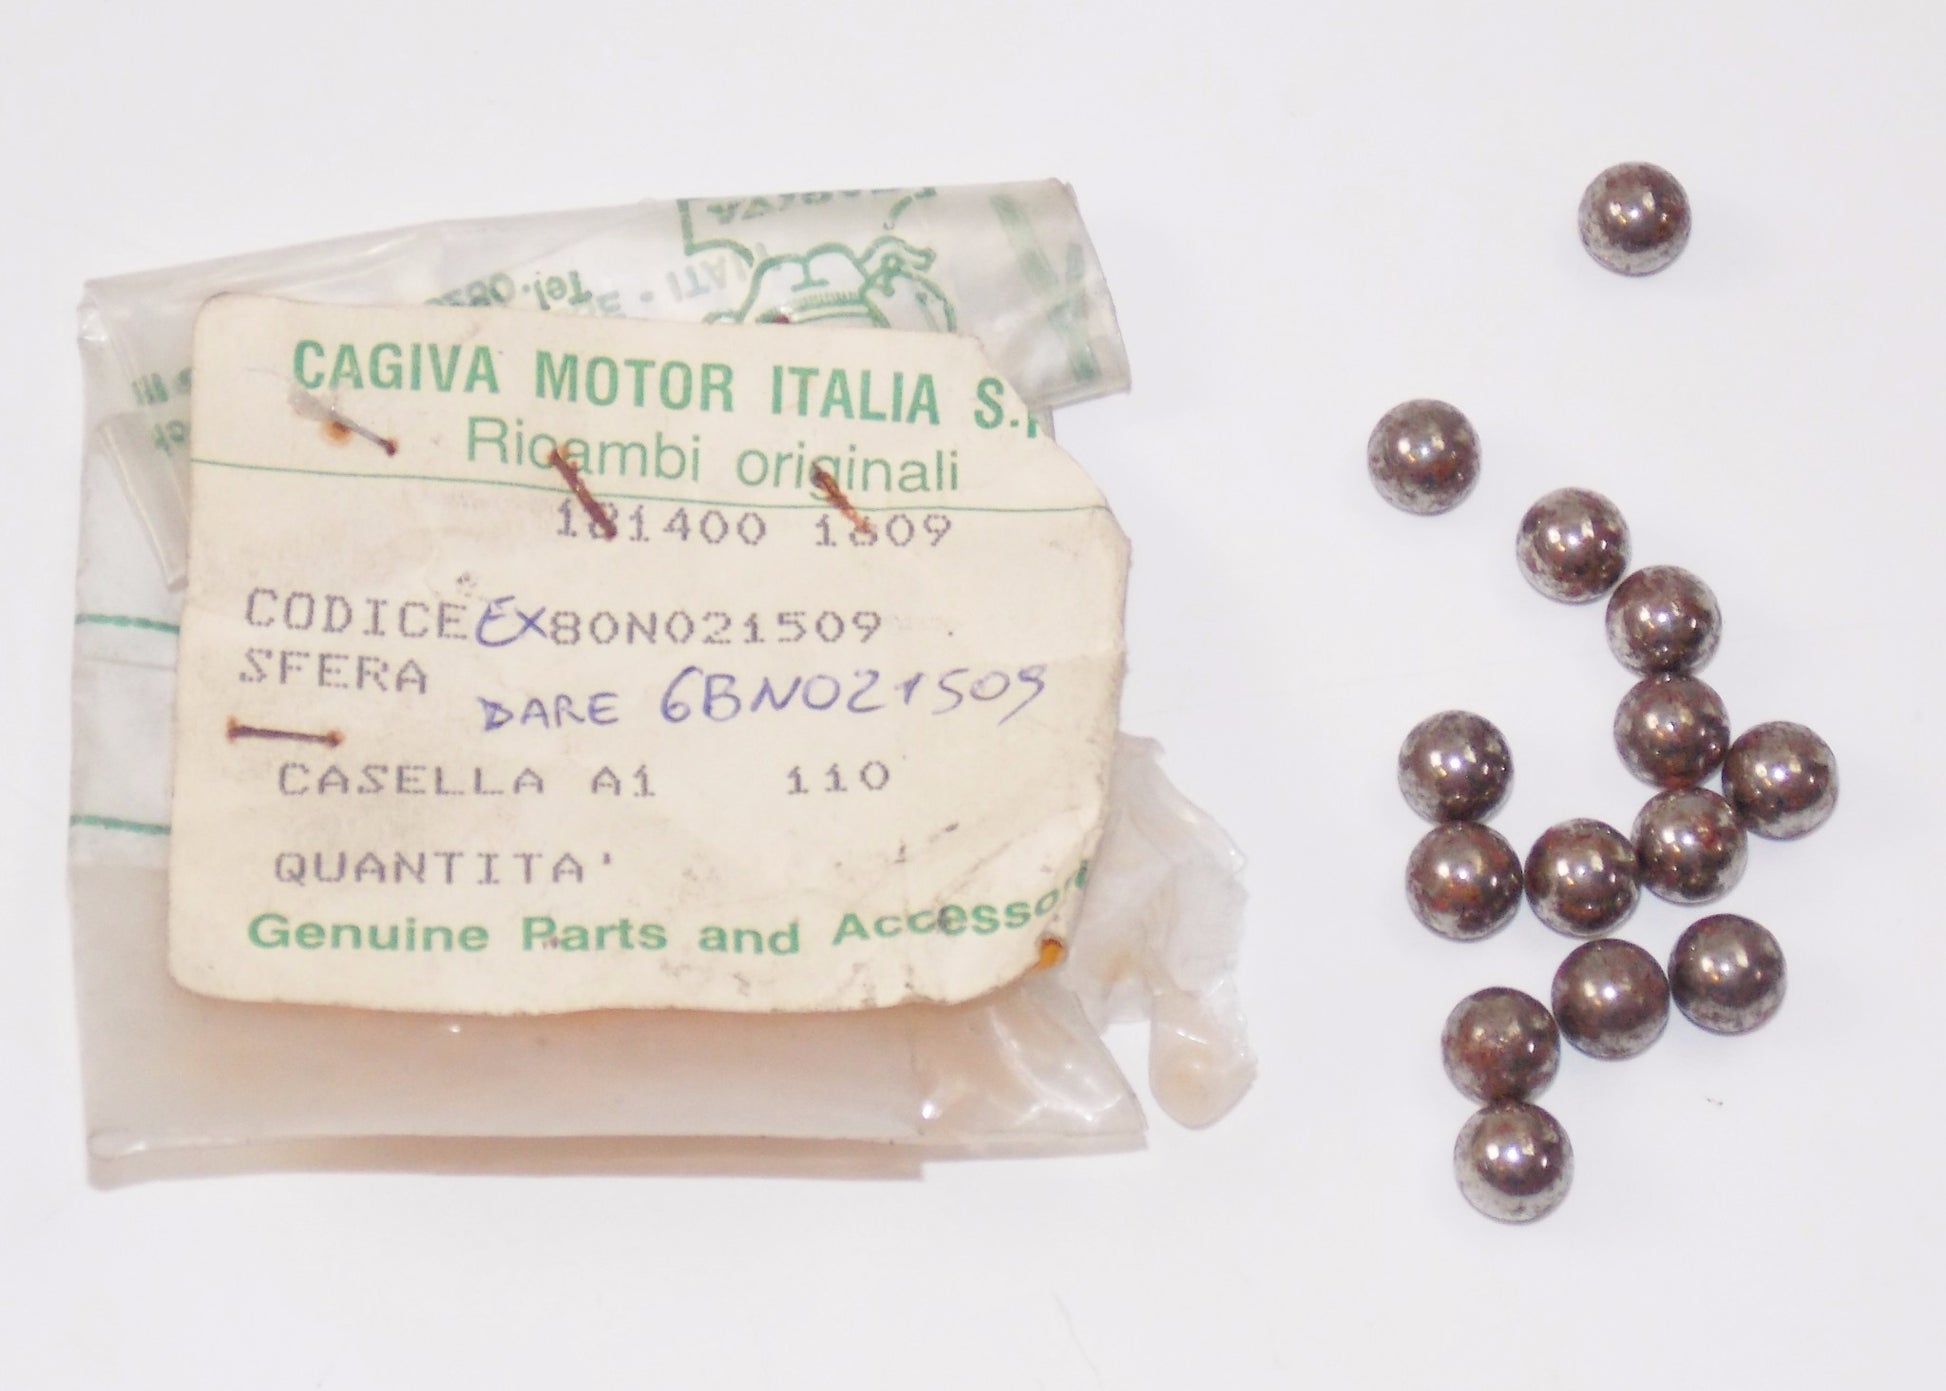 CAGIVA MOTOR ITALIA S.
Ricambi originali
181400 1809
CODICE EX80N021509
SFERA
DARE 6BN021509
CASELLA A1 110
QUANTITA'
Genuine Parts and Accesso